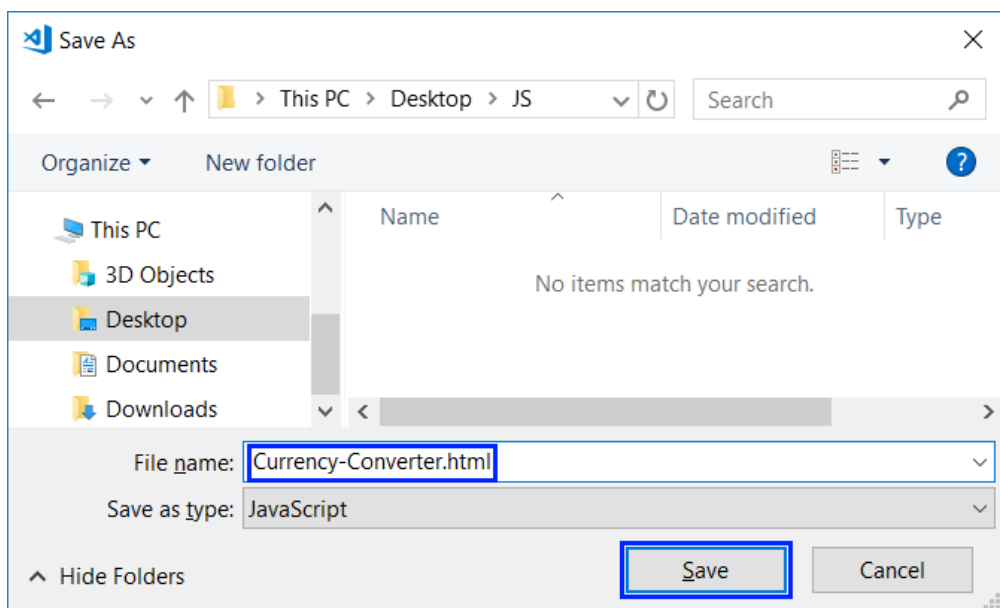 Save As
This PC > Desktop > JS
Search
Organize
New folder
?
Name
Date modified
Type
This PC
3D Objects
Desktop
Documents
Downloads
No items match your search.
File name: Currency-Converter.html
Save as type: JavaScript
Hide Folders
Save
Cancel